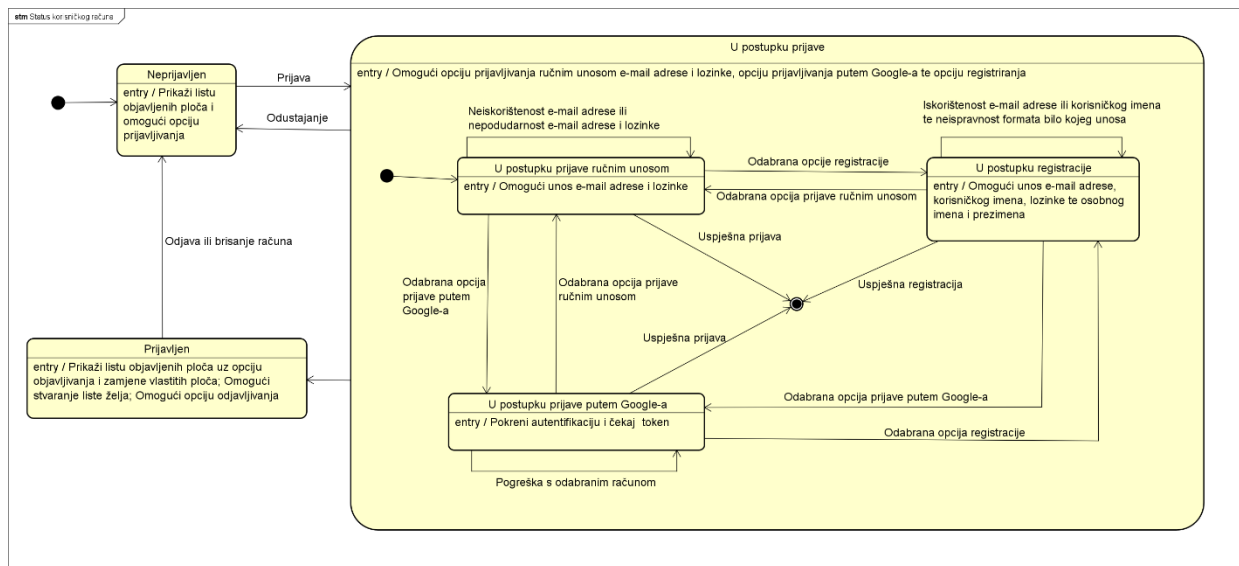 stm Status korisničkog računa
U postupku prijave
entry / Omogući opciju prijavljivanja ručnim unosom e-mail adrese i lozinke, opciju prijavljivanja putem Google-a te opciju registriranja
Neprijavljen
entry / Prikaži listu
objavljenih ploča i
omogući opciju
prijavljivanja
Prijava
Odustajanje
Neiskorištenost e-mail adrese ili
nepodudarnost e-mail adrese i lozinke
Iskorištenost e-mail adrese ili korisničkog imena
te neispravnost formata bilo kojeg unosa
U postupku prijave ručnim unosom
entry / Omogući unos e-mail adrese i lozinke
Odabrana opcije registracije
Odabrana opcija prijave ručnim unosom
U postupku registracije
entry / Omogući unos e-mail adrese,
korisničkog imena, lozinke te osobnog
imena i prezimena
Odjava ili brisanje računa
Uspješna prijava
Odabrana opcija
prijave putem
Google-a
Odabrana opcija prijave
ručnim unosom
Uspješna registracija
Uspješna prijava
Prijavljen
entry / Prikaži listu objavljenih ploča uz opciju
objavljivanja i zamjene vlastitih ploča; Omogući
stvaranje liste želja; Omogući opciju odjavljivanja
Odabrana opcija prijave putem Google-a
U postupku prijave putem Google-a
entry / Pokreni autentifikaciju i čekaj token
Odabrana opcija registracije
Pogreška s odabranim računom